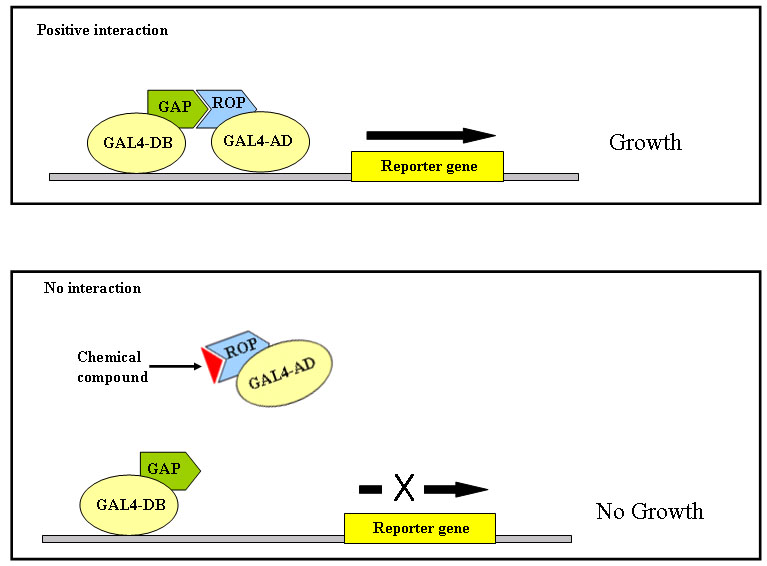 Positive interaction
GAP ROP
GAL4-DB GAL4-AD
Reporter gene
Growth
No interaction
Chemical
compound
ROP
GAL4-AD
GAP
GAL4-DB
X
Reporter gene
No Growth